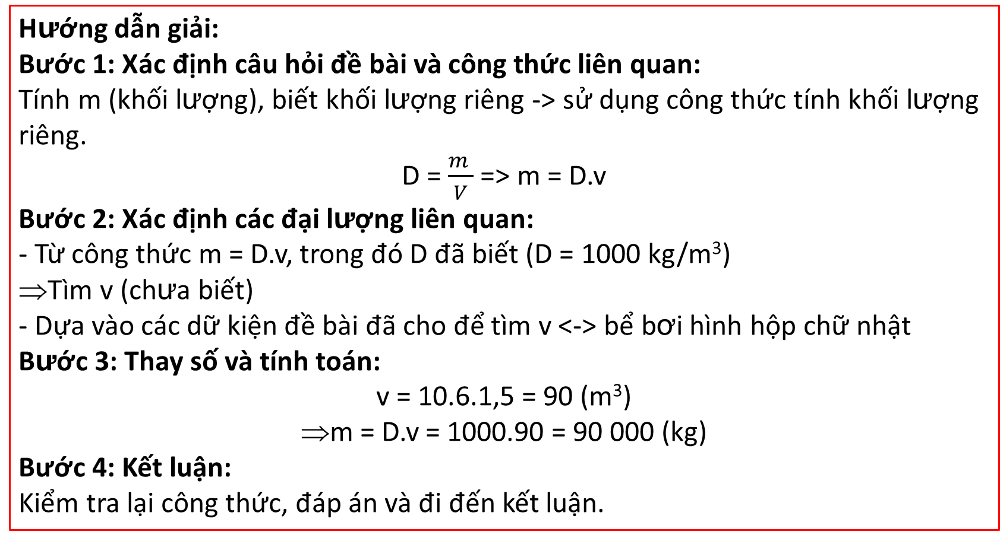 Hướng dẫn giải:
Bước 1: Xác định câu hỏi đề bài và công thức liên quan:
Tính m (khối lượng), biết khối lượng riêng -> sử dụng công thức tính khối lượng
riêng.
D = m/V => m = D.v
Bước 2: Xác định các đại lượng liên quan:
- Từ công thức m = D.v, trong đó D đã biết (D = 1000 kg/m³)
⇒Tìm v (chưa biết)
- Dựa vào các dữ kiện đề bài đã cho để tìm v <-> bể bơi hình hộp chữ nhật
Bước 3: Thay số và tính toán:
v = 10.6.1,5 = 90 (m³)
⇒m = D.v = 1000.90 = 90 000 (kg)
Bước 4: Kết luận:
Kiểm tra lại công thức, đáp án và đi đến kết luận.